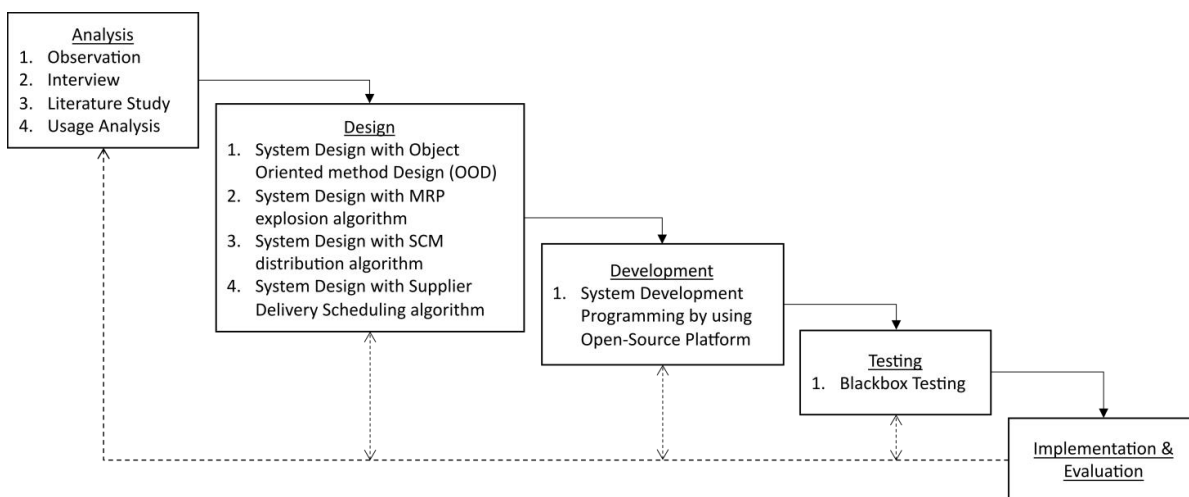 Analysis
1. Observation
2. Interview
3. Literature Study
4. Usage Analysis
Design
1. System Design with Object
Oriented method Design (OOD)
2. System Design with MRP
explosion algorithm
3. System Design with SCM
distribution algorithm
4. System Design with Supplier
Delivery Scheduling algorithm
Development
1. System Development
Programming by using
Open-Source Platform
Testing
1. Blackbox Testing
Implementation &
Evaluation